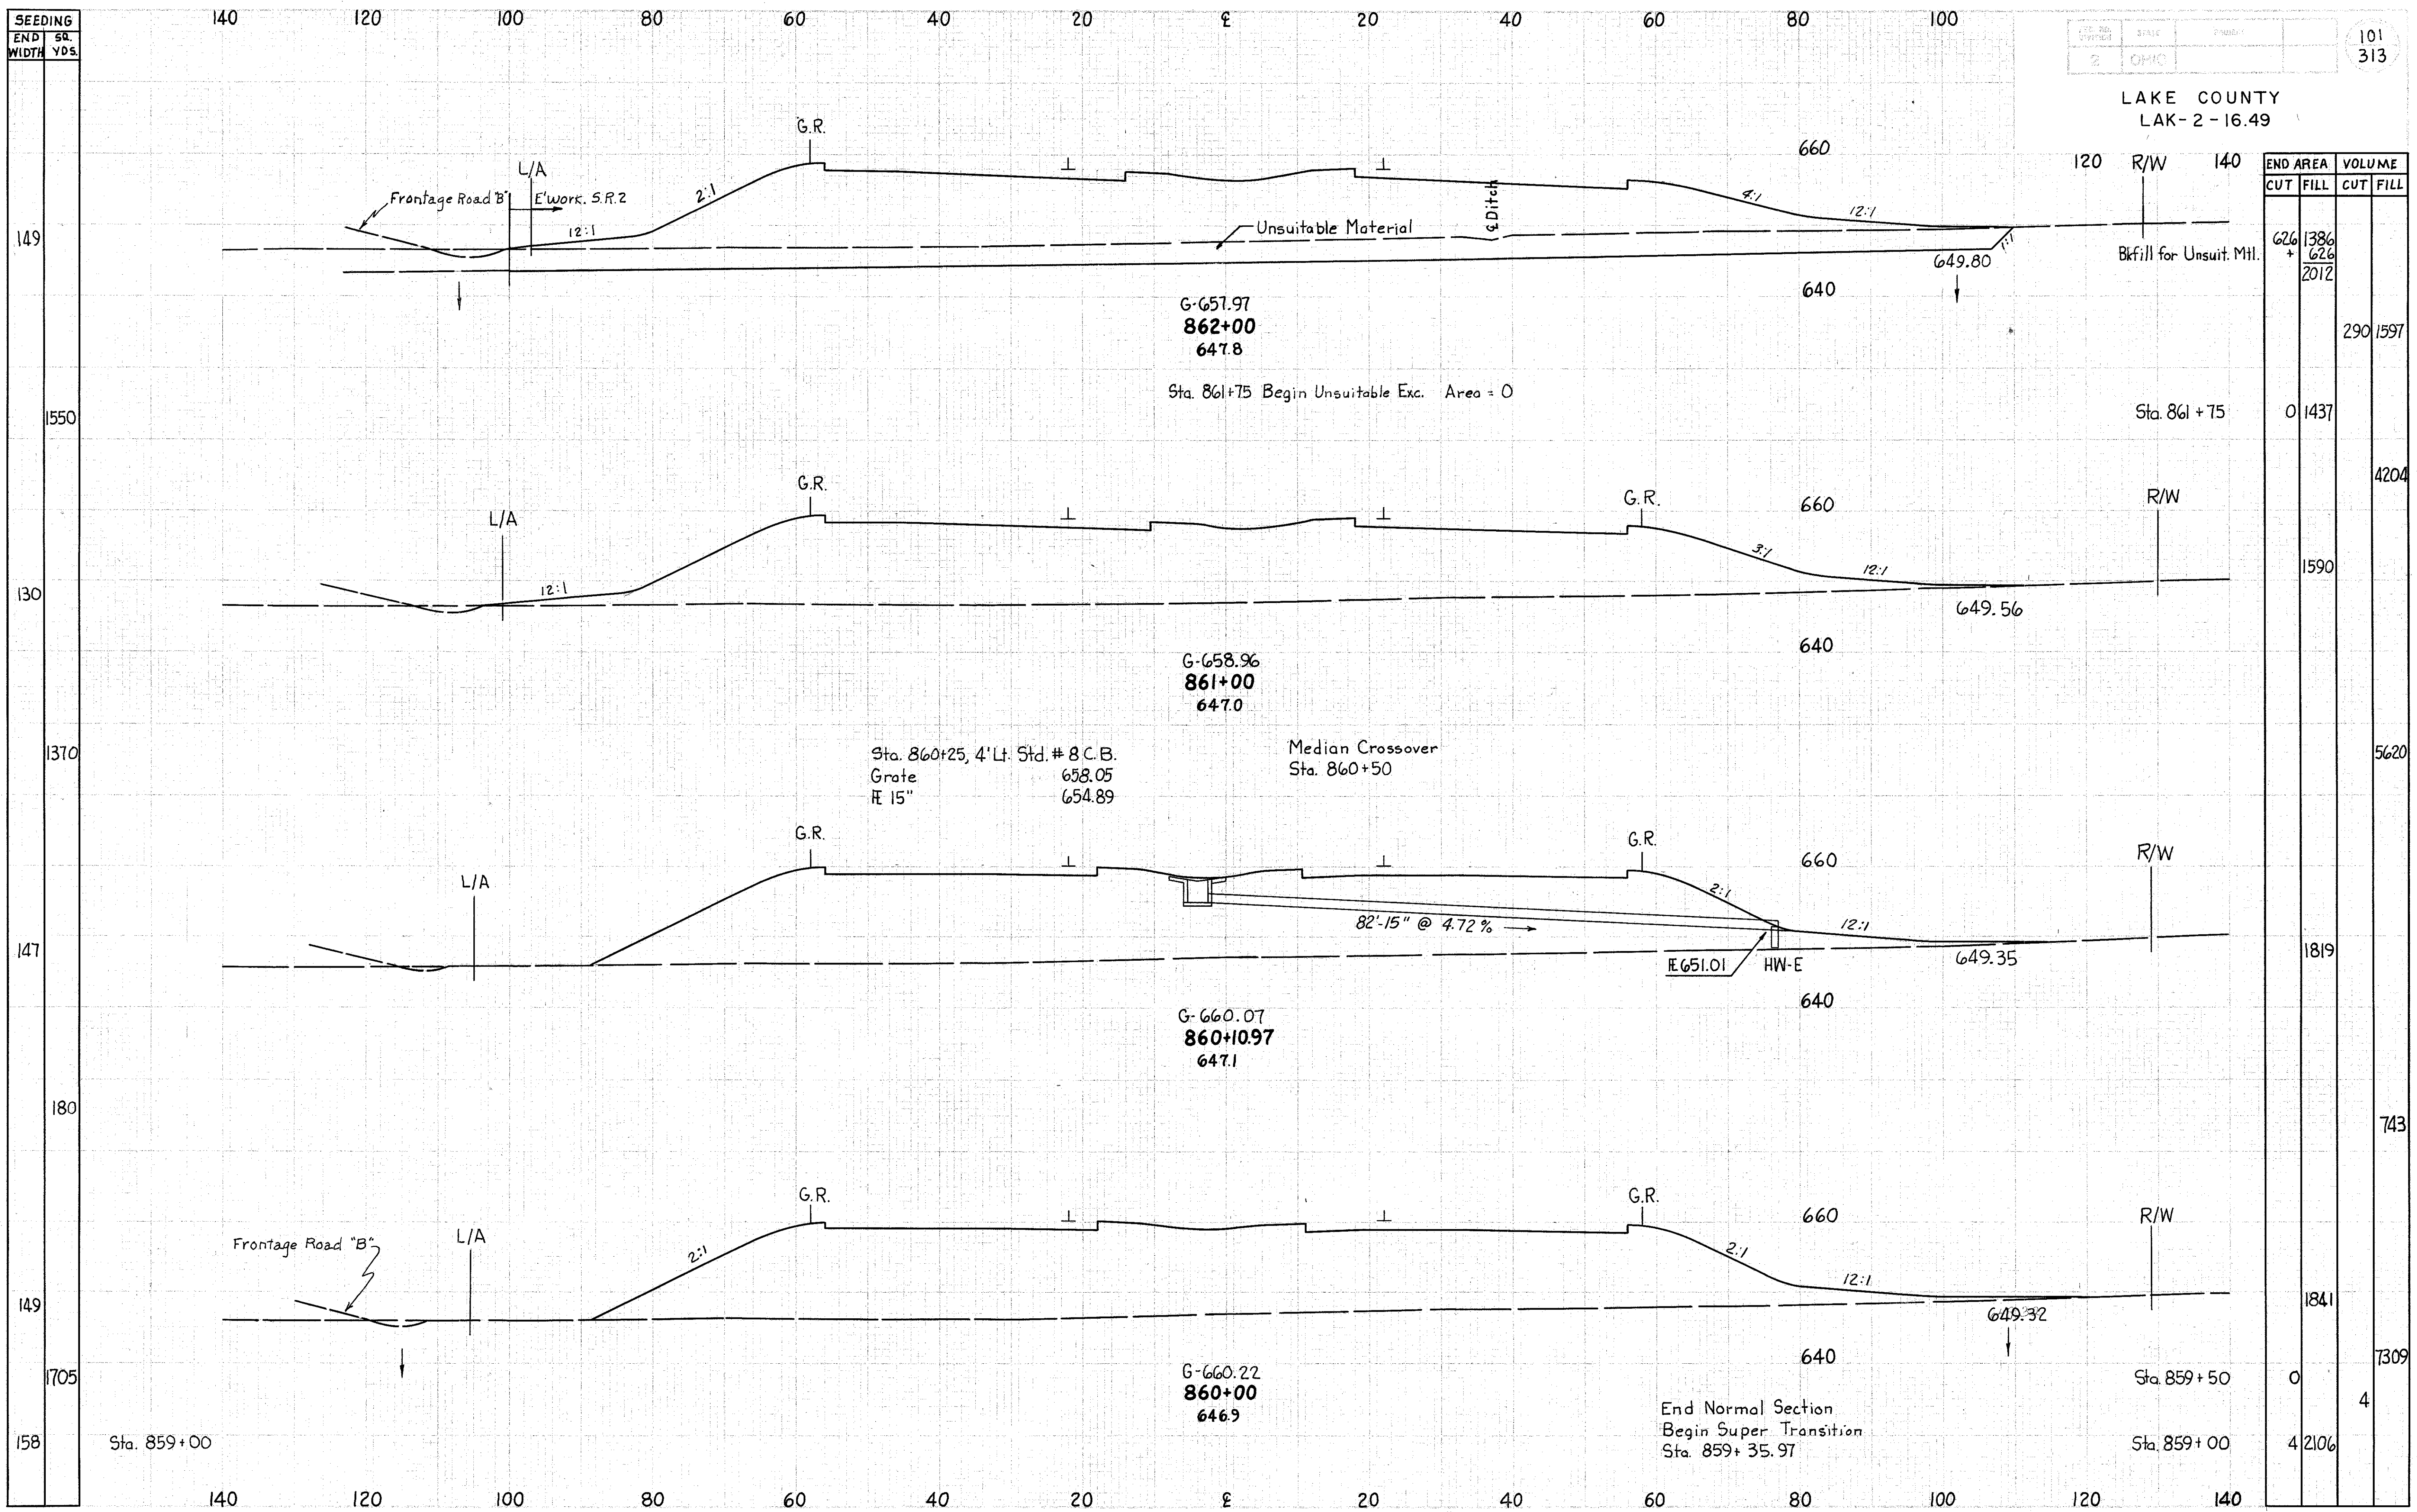 SEEDING
END WIDTH
SQ. YDS.
140 120 100 80 60 40 20 ℄ 20 40 60 80 100
2 OHIO
101
313
LAKE COUNTY
LAK-2-16.49
END AREA VOLUME
CUT FILL CUT FILL
120 R/W 140
G.R.
660
L/A
Frontage Road "B"
E'work. S.R.2
2:1
12:1
℄ Ditch
4:1
12:1
Unsuitable Material
1:1
149
649.80
Bkfill for Unsuit. Mtl.
626 1386
+ 626
2012
640
G-657.97
862+00
647.8
290 1597
Sta. 861+75 Begin Unsuitable Exc. Area = 0
1550
Sta. 861+75
0 1437
4204
G.R.
G.R.
660
R/W
L/A
12:1
3:1
12:1
130
1590
649.56
640
G-658.96
861+00
647.0
1370
Sta. 860+25, 4' Lt. Std. #8 C.B.
Grate 658.05
℄ 15" 654.89
Median Crossover
Sta. 860+50
5620
G.R.
G.R.
660
R/W
L/A
2:1
82'-15" @ 4.72%
12:1
147
1819
651.01
HW-E
649.35
640
G-660.07
860+10.97
647.1
180
743
G.R.
G.R.
660
R/W
Frontage Road "B"
L/A
2:1
2:1
12:1
149
1841
649.32
640
7309
G-660.22
860+00
646.9
1705
Sta. 859+50
0
4
End Normal Section
Begin Super Transition
Sta. 859+35.97
158
Sta. 859+00
Sta. 859+00
4 2106
140 120 100 80 60 40 20 ℄ 20 40 60 80 100 120 140